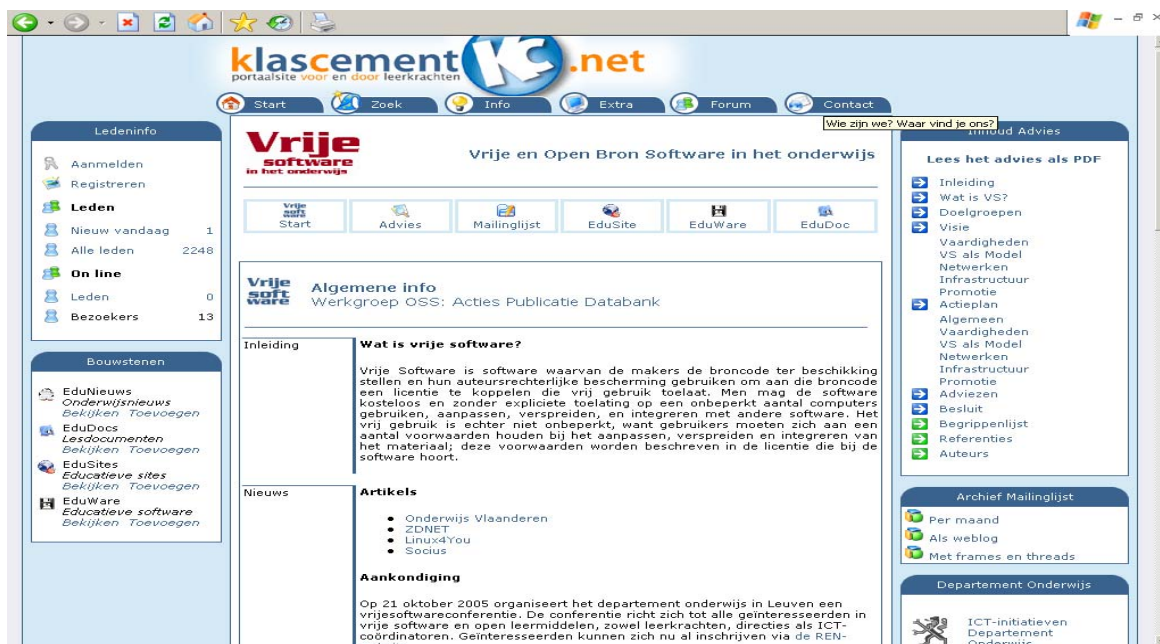 klascement KC .net
portaalsite voor en door leerkrachten
Start Zoek Info Extra Forum Contact
Wie zijn we? Waar vind je ons?
Ledeninfo
Aanmelden
Registreren
Leden
Nieuw vandaag 1
Alle leden 2248
On line
Leden 0
Bezoekers 13
Bouwstenen
EduNieuws
Onderwijsnieuws
Bekijken Toevoegen
EduDocs
Lesdocumenten
Bekijken Toevoegen
EduSites
Educatieve sites
Bekijken Toevoegen
EduWare
Educatieve software
Bekijken Toevoegen
Vrije
software
in het onderwijs
Vrije en Open Bron Software in het onderwijs
Vrije
soft
ware
Start Advies Mailinglijst EduSite EduWare EduDoc
Vrije
soft
ware
Algemene info
Werkgroep OSS: Acties Publicatie Databank
Inleiding
Wat is vrije software?
Vrije Software is software waarvan de makers de broncode ter beschikking
stellen en hun auteursrechterlijke bescherming gebruiken om aan die broncode
een licentie te koppelen die vrij gebruik toelaat. Men mag de software
kosteloos en zonder expliciete toelating op een onbeperkt aantal computers
gebruiken, aanpassen, verspreiden, en integreren met andere software. Het
vrij gebruik is echter niet onbeperkt, want gebruikers moeten zich aan een
aantal voorwaarden houden bij het aanpassen, verspreiden en integreren van
het materiaal; deze voorwaarden worden beschreven in de licentie die bij de
software hoort.
Nieuws
Artikels
Onderwijs Vlaanderen
ZDNET
Linux4You
Socius
Aankondiging
Op 21 oktober 2005 organiseert het departement onderwijs in Leuven een
vrijesoftwareconferentie. De conferentie richt zich tot alle geinteresseerden in
vrije software en open leermiddelen, zowel leerkrachten, directies als ICT-
coördinatoren. Geïnteresseerden kunnen zich nu al inschrijven via de REN-
Inhoud Advies
Lees het advies als PDF
Inleiding
Wat is VS?
Doelgroepen
Visie
Vaardigheden
VS als Model
Netwerken
Infrastructuur
Promotie
Actieplan
Algemeen
Vaardigheden
VS als Model
Netwerken
Infrastructuur
Promotie
Adviezen
Besluit
Begrippenlijst
Referenties
Auteurs
Archief Mailinglijst
Per maand
Als weblog
Met frames en threads
Departement Onderwijs
ICT-initiatieven
Departement
Onderwijs